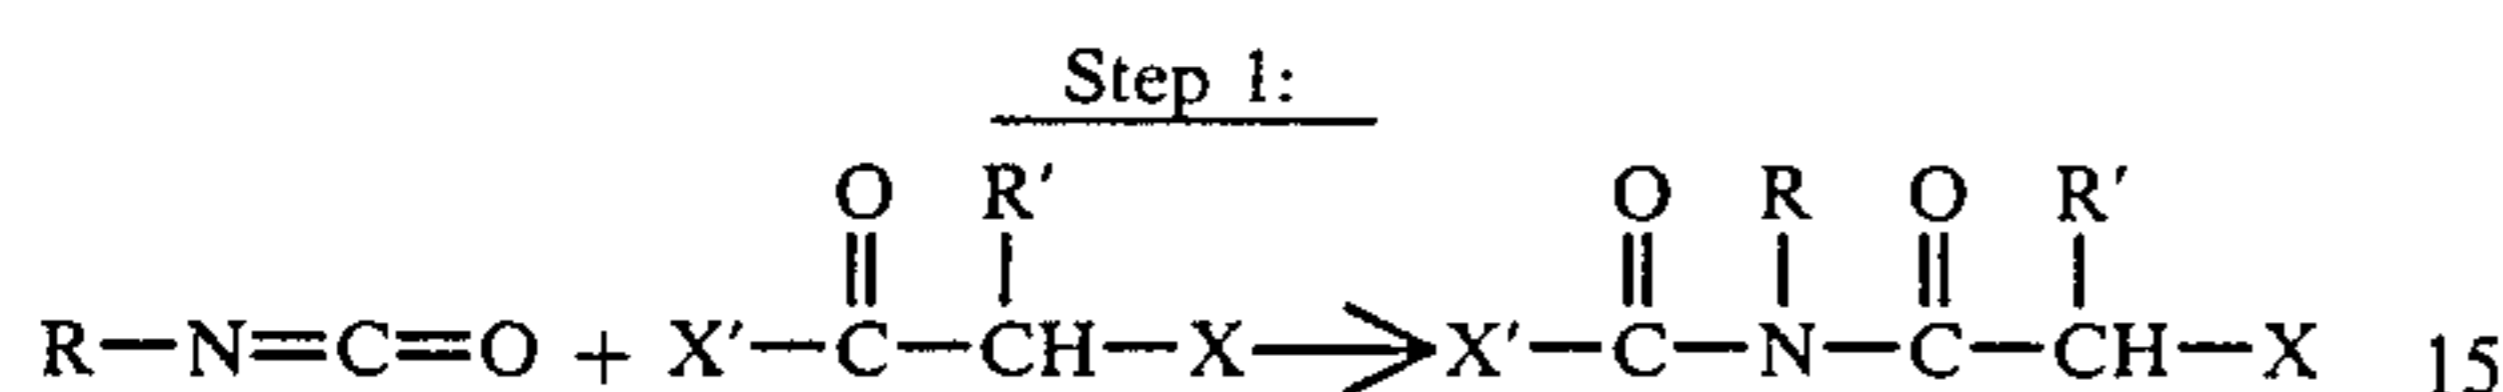 Step 1:
O R′ O R O R′
R—N=C=O + X′—C—CH—X → X′—C—N—C—CH—X 15